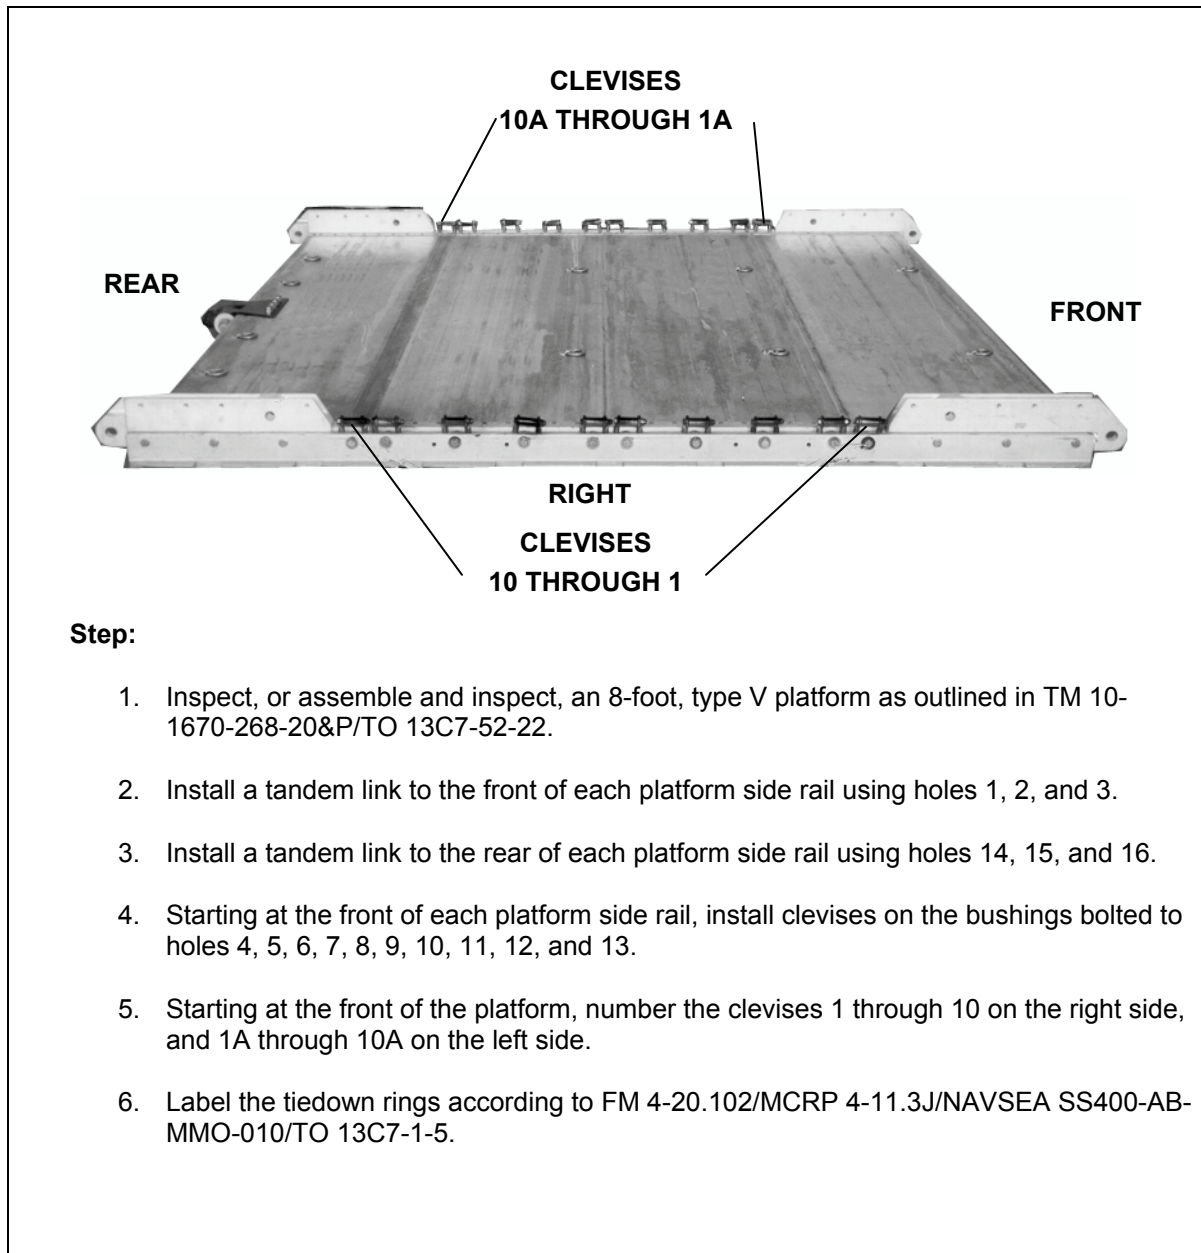 CLEVISES
10A THROUGH 1A
REAR
FRONT
RIGHT
CLEVISES
10 THROUGH 1
Step:
1. Inspect, or assemble and inspect, an 8-foot, type V platform as outlined in TM 10-
1670-268-20&P/TO 13C7-52-22.
2. Install a tandem link to the front of each platform side rail using holes 1, 2, and 3.
3. Install a tandem link to the rear of each platform side rail using holes 14, 15, and 16.
4. Starting at the front of each platform side rail, install clevises on the bushings bolted to
holes 4, 5, 6, 7, 8, 9, 10, 11, 12, and 13.
5. Starting at the front of the platform, number the clevises 1 through 10 on the right side,
and 1A through 10A on the left side.
6. Label the tiedown rings according to FM 4-20.102/MCRP 4-11.3J/NAVSEA SS400-AB-
MMO-010/TO 13C7-1-5.